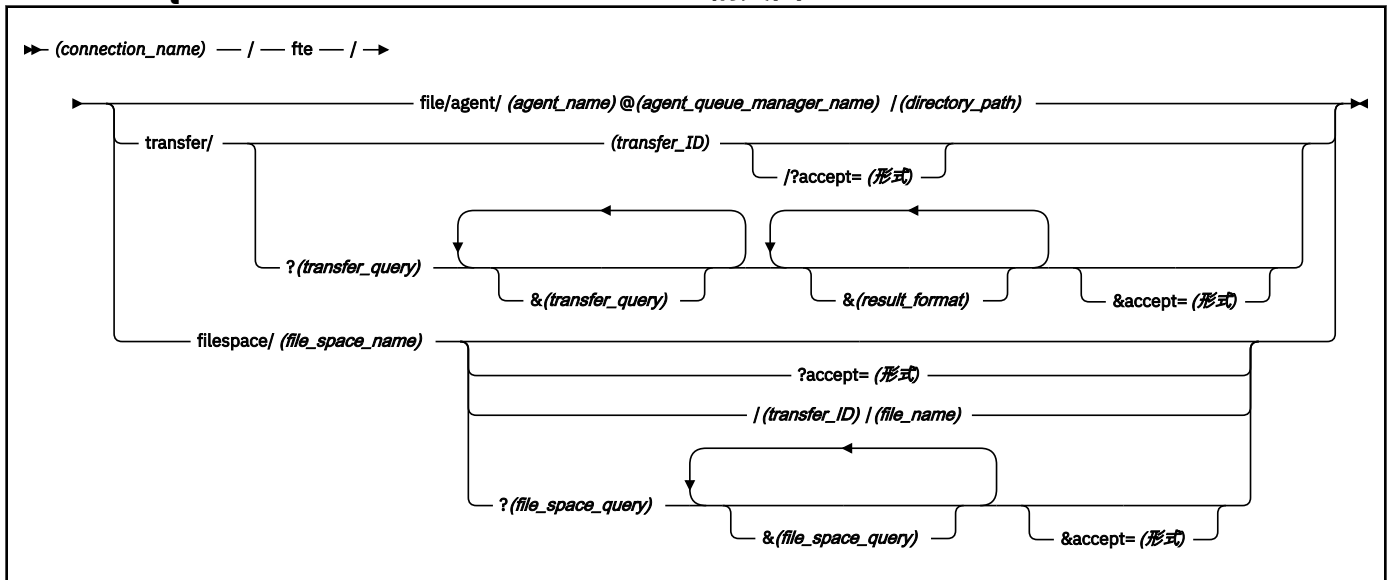 (connection_name) / fte /
file/agent/ (agent_name) @ (agent_queue_manager_name) / (directory_path)
transfer/ (transfer_ID)
/?accept= (形式)
? (transfer_query)
& (transfer_query) & (result_format) &accept= (形式)
filespace/ (file_space_name)
?accept= (形式)
/ (transfer_ID) / (file_name)
? (file_space_query)
& (file_space_query) &accept= (形式)